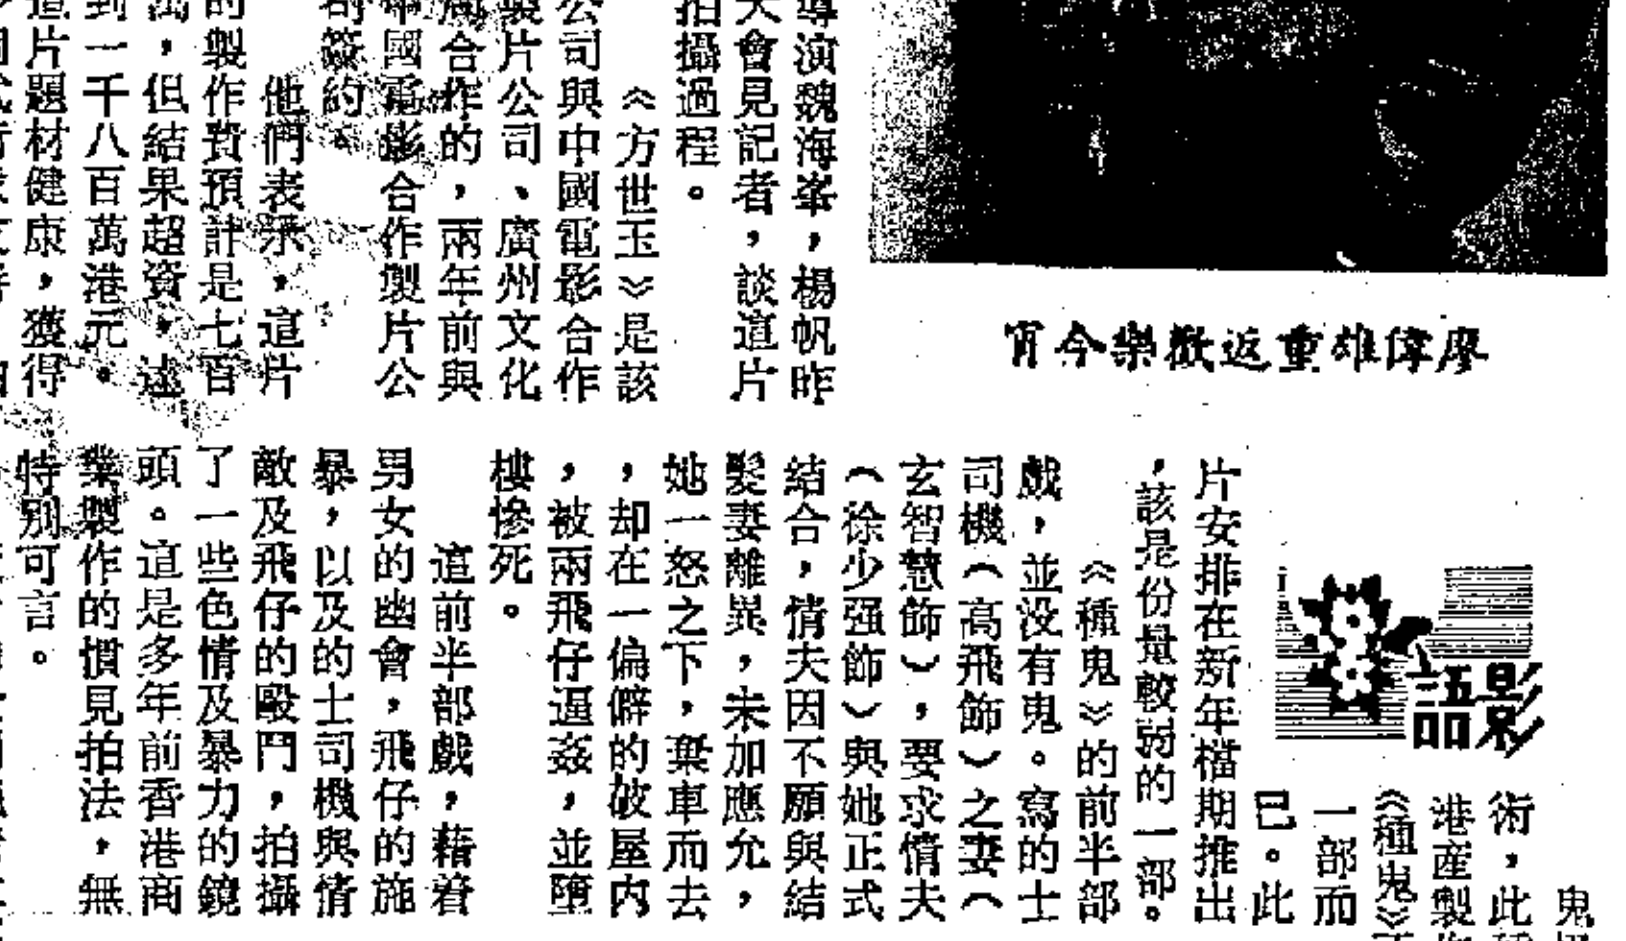 導演魏海峯，楊帆昨
天會見記者，談這片
拍攝過程。
《方世玉》是該
公司與中國電影合作
製片公司、廣州文化
局合作的，兩年前與
中國電影合作製片公
司簽約。
他們表示，這片
的製作費預計是七百
萬，但結果超資，達
到一千八百萬港元。
這片題材健康，獲得
廖偉雄重返歡樂今宵
影語
鬼
術，此
港產製
《種鬼》
一部而
已。此
片安排在新年檔期推出
，該是份量較弱的一部。
《種鬼》的前半部
戲，並没有鬼。寫的士
司機（高飛飾）之妻（
玄智慧飾），要求情夫
（徐少强飾）與她正式
結合，情夫因不願與結
髮妻離異，未加應允，
她一怒之下，棄車而去
，却在一偏僻的破屋内
，被兩飛仔逼姦，並墮
樓慘死。
這前半部戲，藉着
男女的幽會，飛仔的施
暴，以及的士司機與情
敵及飛仔的毆鬥，拍攝
了一些色情及暴力的鏡
頭。這是多年前香港商
業製作的慣見拍法，無
特別可言。